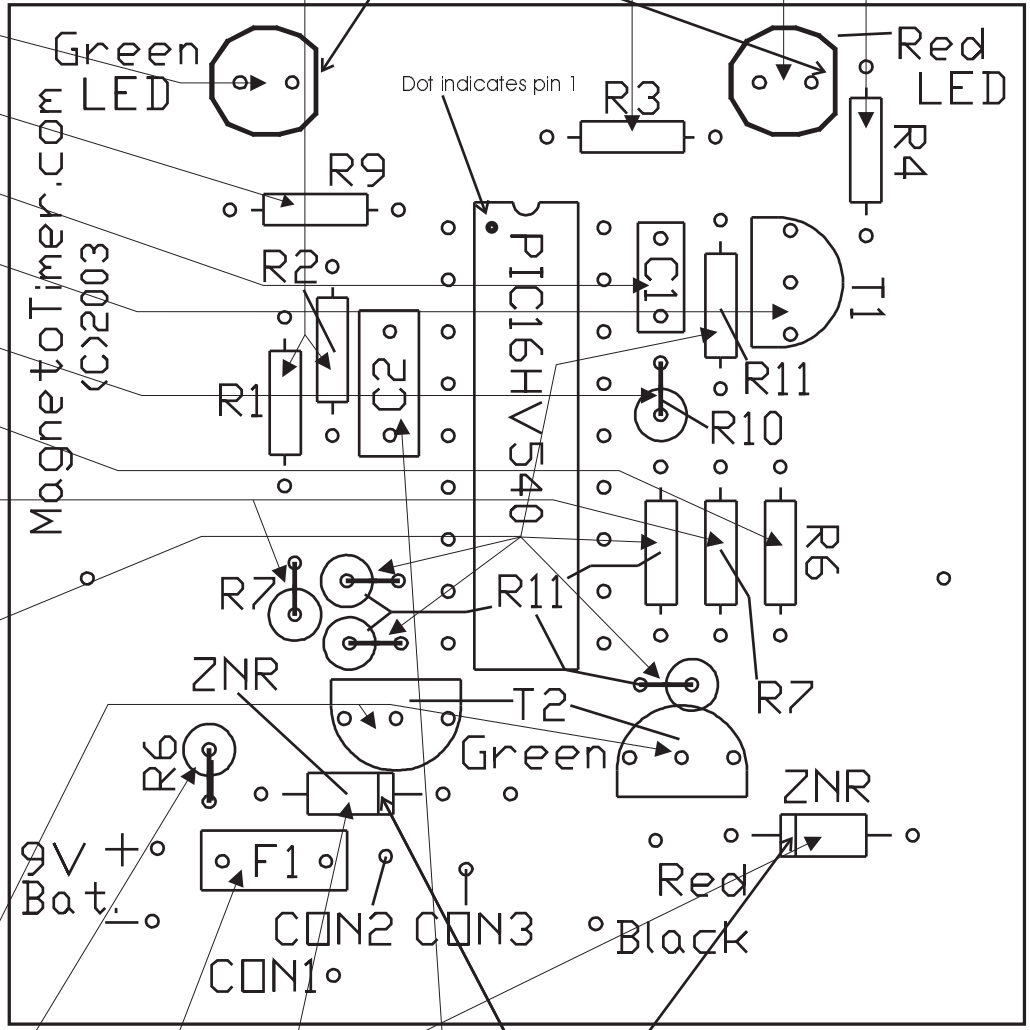 Green
LED
Dot indicates pin 1
R3
Red
LED
R4
MagnetoTimer.com
(C)2003
R9
R2
PIC16HV540
C1
T1
R1
C2
R11
R10
R7
R11
R6
ZNR
T2
Green
R7
R6
ZNR
9V +
Bat. –
F1
Red
CON2 CON3
Black
CON1